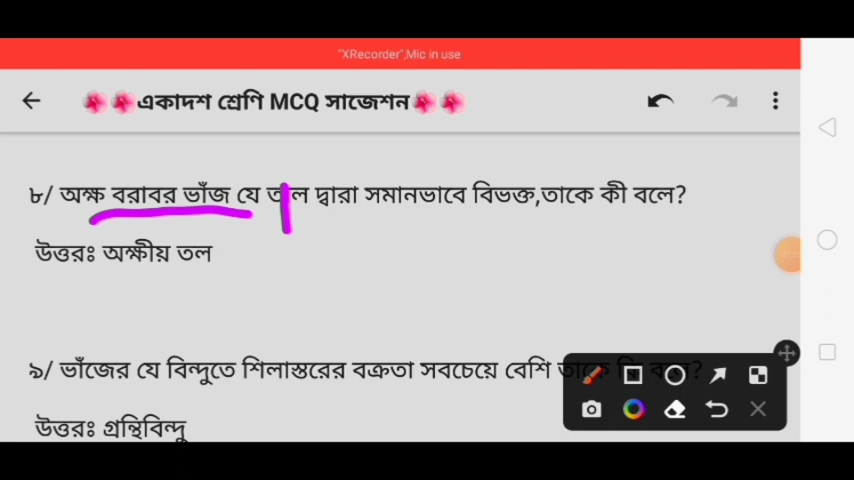 "XRecorder",Mic in use
একাদশ শ্রেণি MCQ সাজেশন
৮/ অক্ষ বরাবর ভাঁজ যে তল দ্বারা সমানভাবে বিভক্ত,তাকে কী বলে?
উত্তরঃ অক্ষীয় তল
৯/ ভাঁজের যে বিন্দুতে শিলাস্তরের বক্রতা সবচেয়ে বেশি তাকে কি বলে?
উত্তরঃ গ্রন্থিবিন্দু